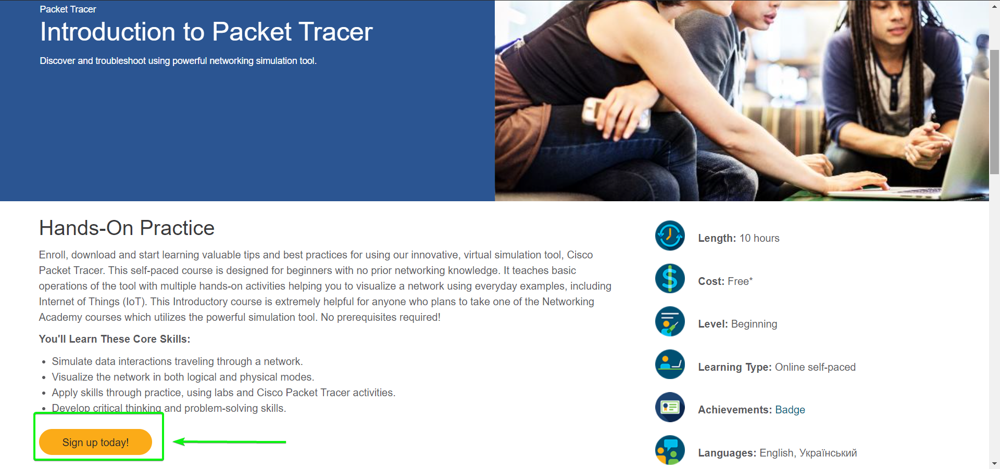 Packet Tracer
Introduction to Packet Tracer
Discover and troubleshoot using powerful networking simulation tool.
Hands-On Practice
Enroll, download and start learning valuable tips and best practices for using our innovative, virtual simulation tool, Cisco
Packet Tracer. This self-paced course is designed for beginners with no prior networking knowledge. It teaches basic
operations of the tool with multiple hands-on activities helping you to visualize a network using everyday examples, including
Internet of Things (IoT). This Introductory course is extremely helpful for anyone who plans to take one of the Networking
Academy courses which utilizes the powerful simulation tool. No prerequisites required!
You'll Learn These Core Skills:
• Simulate data interactions traveling through a network.
• Visualize the network in both logical and physical modes.
• Apply skills through practice, using labs and Cisco Packet Tracer activities.
• Develop critical thinking and problem-solving skills.
Sign up today!
Length: 10 hours
Cost: Free*
Level: Beginning
Learning Type: Online self-paced
Achievements: Badge
Languages: English, Український